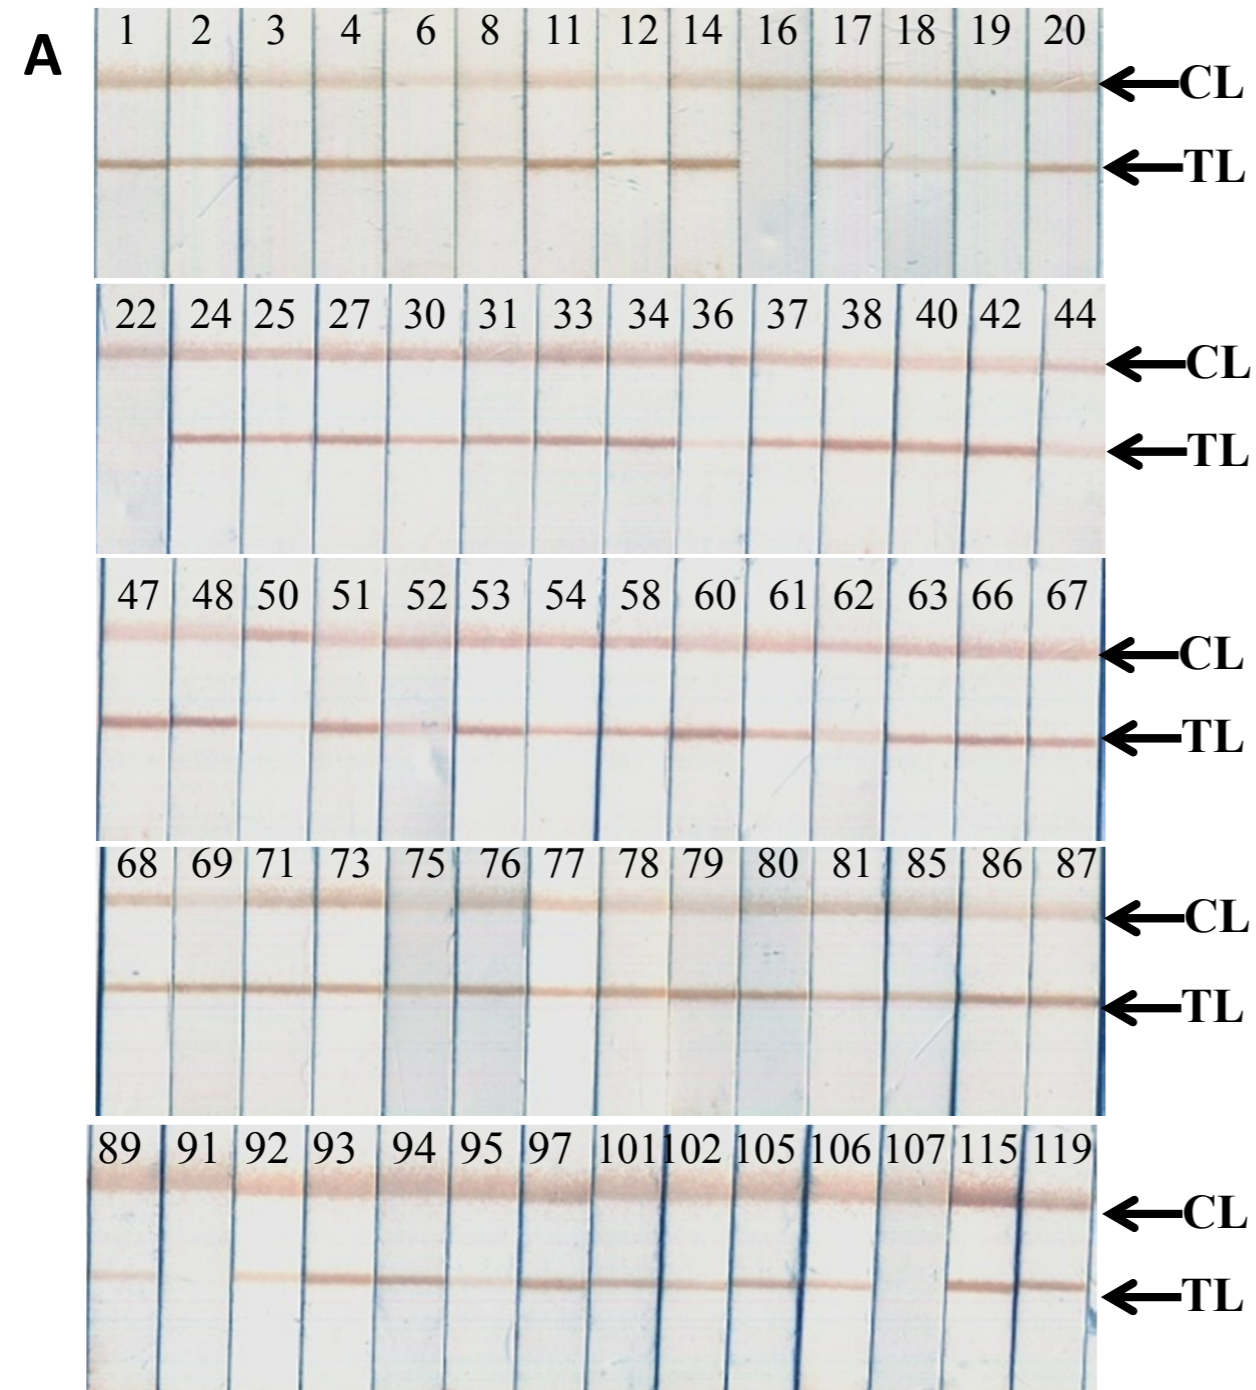 A
1 2 3 4 6 8 11 12 14 16 17 18 19 20
CL
TL
22 24 25 27 30 31 33 34 36 37 38 40 42 44
CL
TL
47 48 50 51 52 53 54 58 60 61 62 63 66 67
CL
TL
68 69 71 73 75 76 77 78 79 80 81 85 86 87
CL
TL
89 91 92 93 94 95 97 101 102 105 106 107 115 119
CL
TL